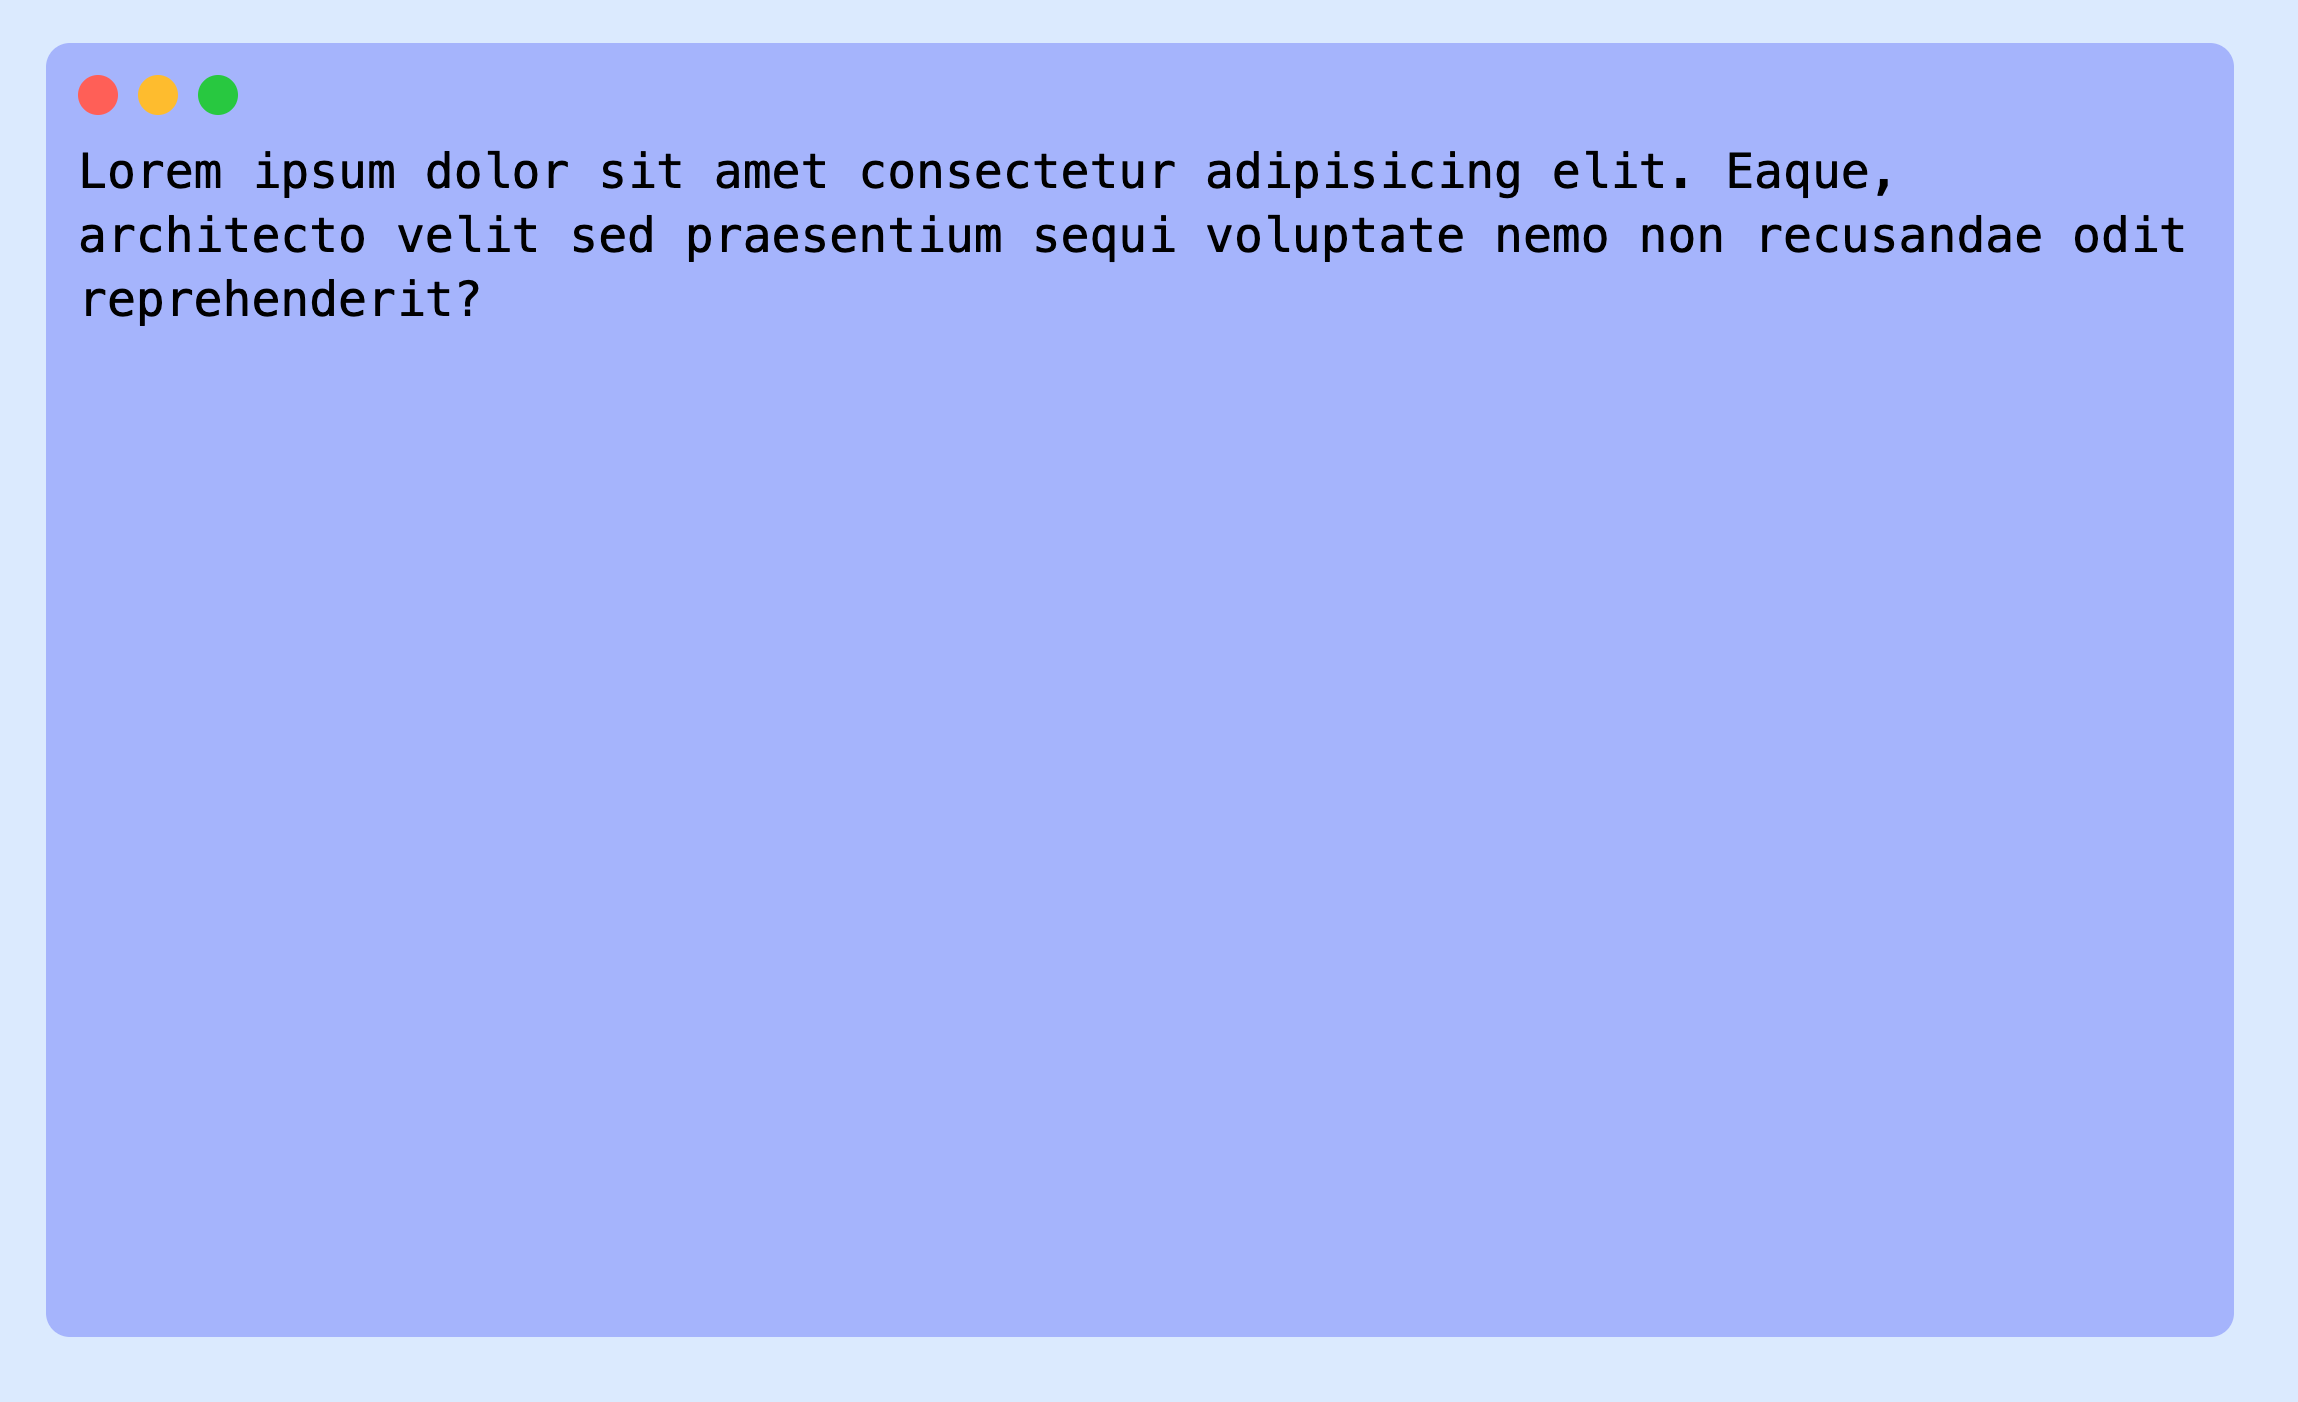 Lorem ipsum dolor sit amet consectetur adipisicing elit. Eaque,
architecto velit sed praesentium sequi voluptate nemo non recusandae odit
reprehenderit?